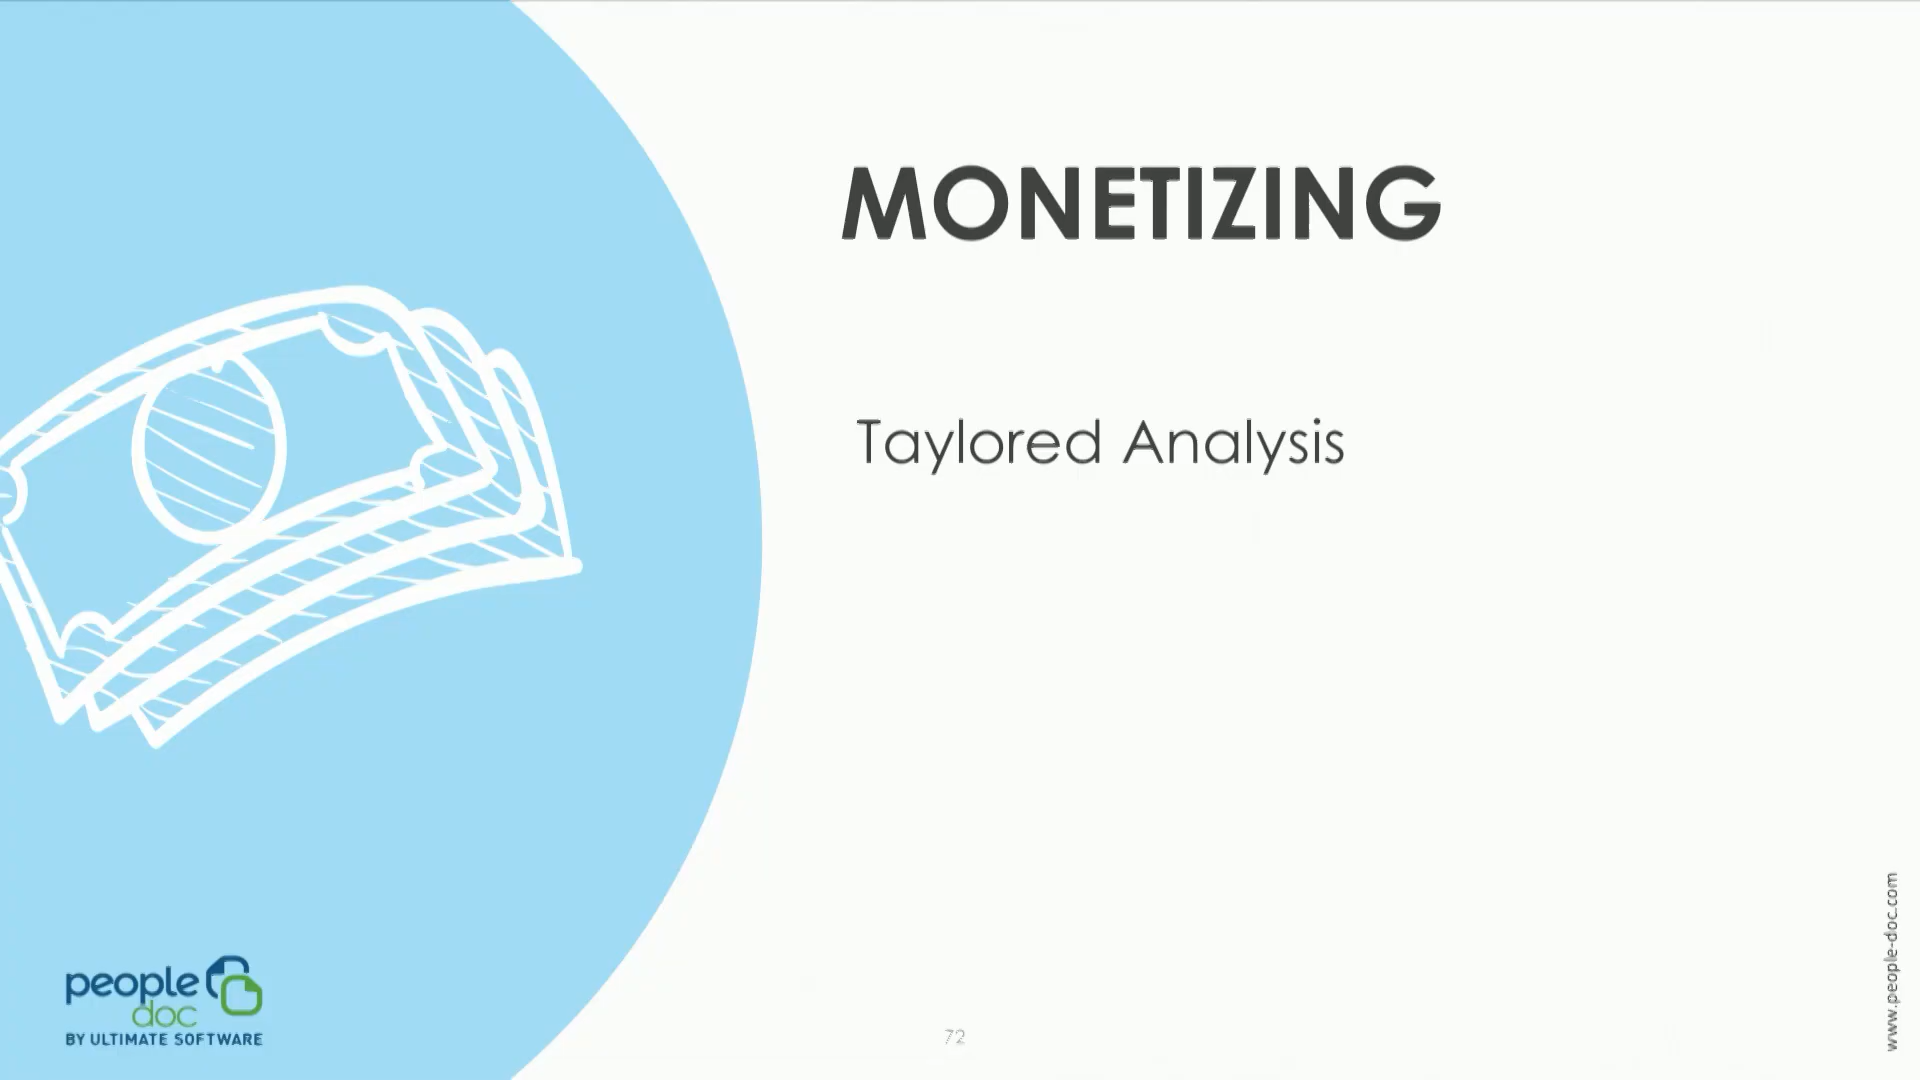 MONETIZING
Taylored Analysis
people
doc
BY ULTIMATE SOFTWARE
72
www.people-doc.com